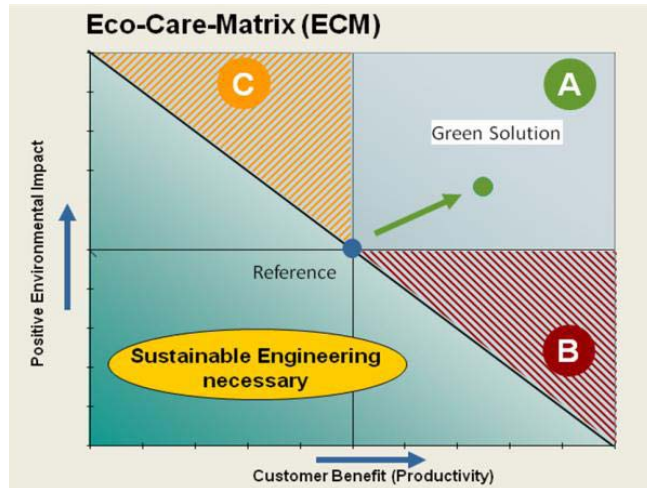 Eco-Care-Matrix (ECM)
C
A
Green Solution
Positive Environmental Impact
Reference
Sustainable Engineering
necessary
B
Customer Benefit (Productivity)